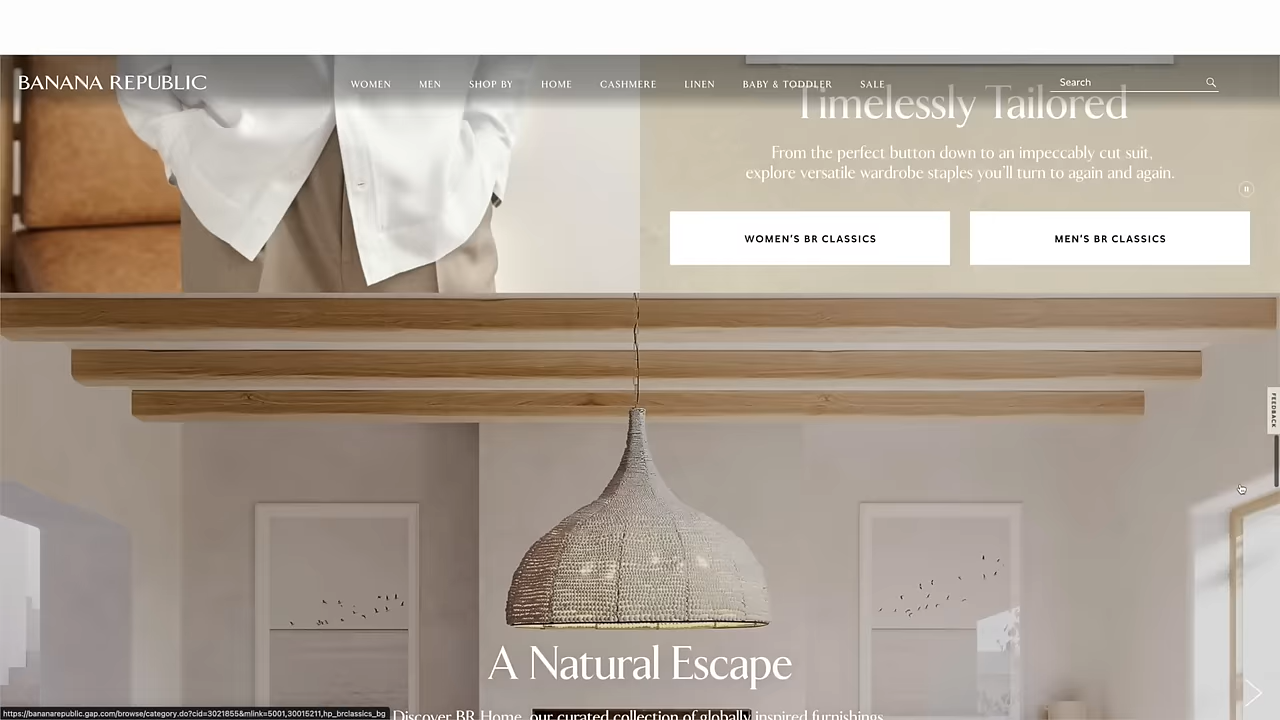 BANANA REPUBLIC
WOMEN MEN SHOP BY HOME CASHMERE LINEN BABY & TODDLER SALE
Search
Timelessly Tailored
From the perfect button down to an impeccably cut suit,
explore versatile wardrobe staples you'll turn to again and again.
WOMEN'S BR CLASSICS
MEN'S BR CLASSICS
FEEDBACK
A Natural Escape
Discover BR Home, our curated collection of globally inspired furnishings
https://bananarepublic.gap.com/browse/category.do?cid=3021855&mlink=5001,30015211,hp_brclassics_bg